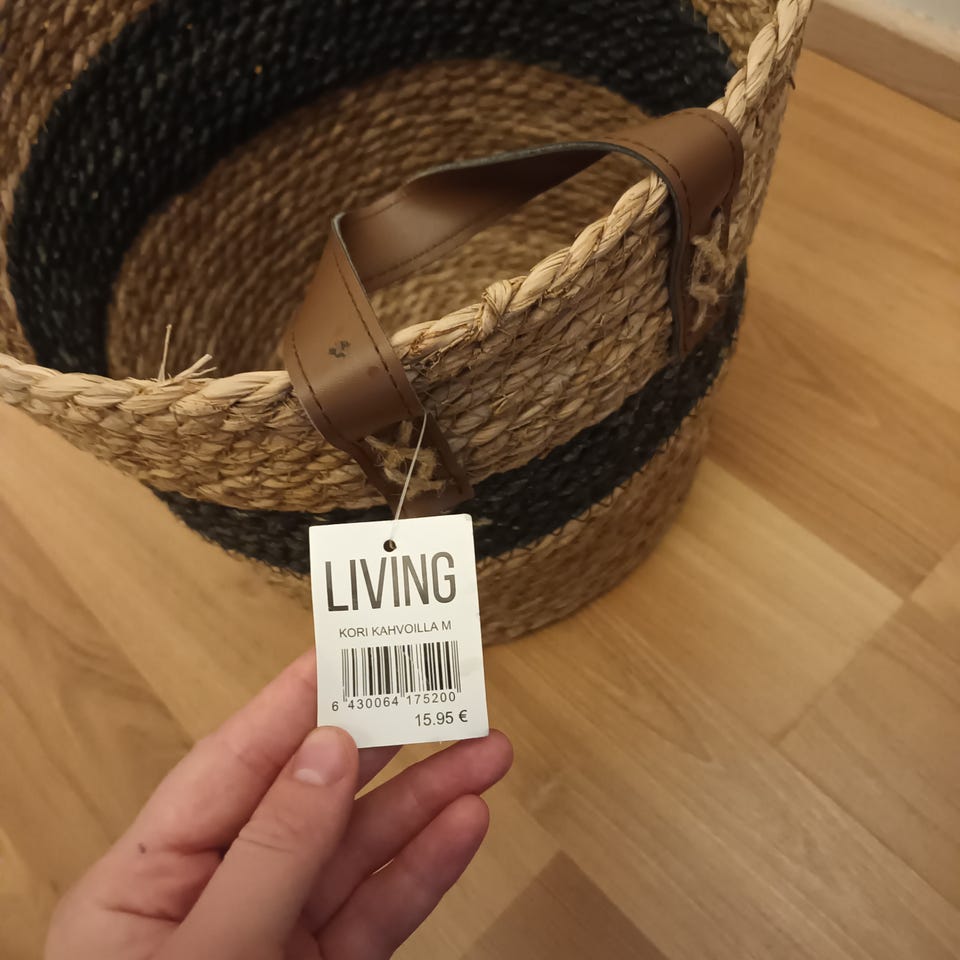 LIVING
KORI KAHVOILLA M
6 430064 175200
15.95 €